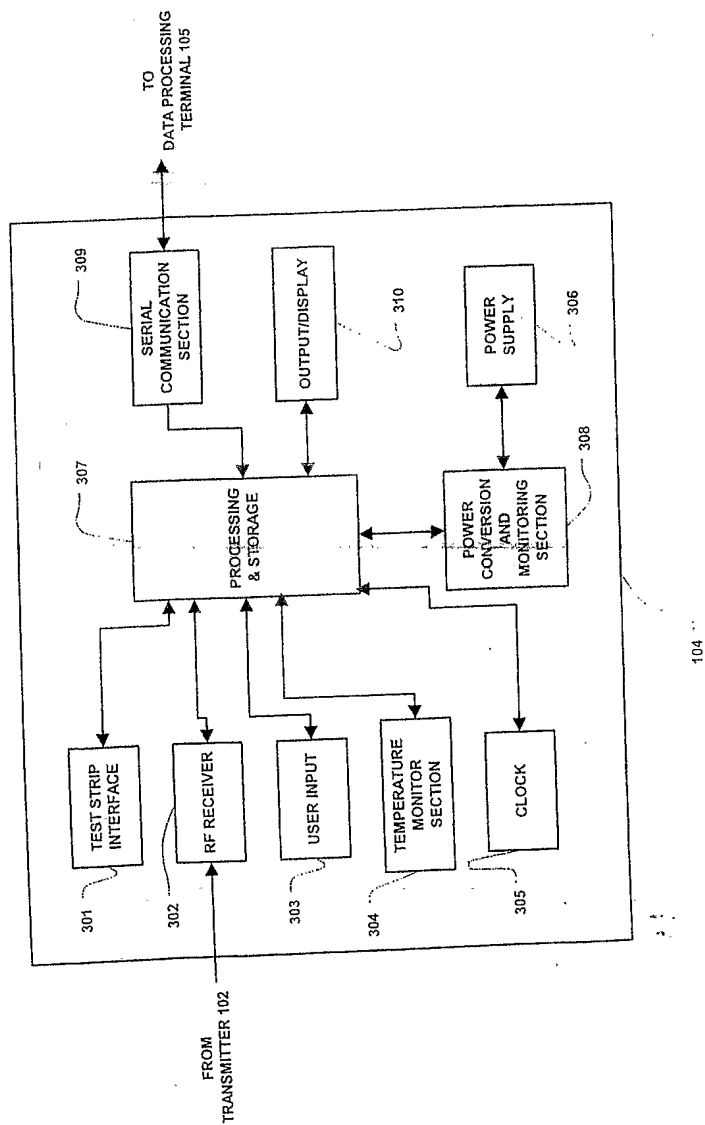 301
TEST STRIP
INTERFACE
302
RF RECEIVER
FROM
TRANSMITTER 102
303
USER INPUT
304
TEMPERATURE
MONITOR
SECTION
305
CLOCK
307
PROCESSING
& STORAGE
309
SERIAL
COMMUNICATION
SECTION
TO
DATA PROCESSING
TERMINAL 105
OUTPUT/DISPLAY
310
POWER
CONVERSION
AND
MONITORING
SECTION
308
POWER
SUPPLY
306
104